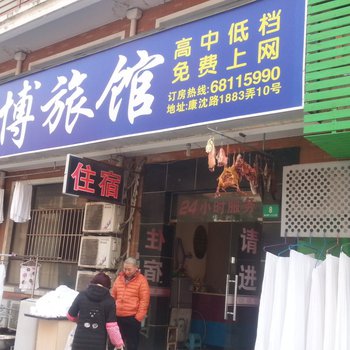 博旅馆
高中低档
免费上网
订房热线:68115990
地址:康沈路1883弄10号
住宿
24小时服务
住宿
请进